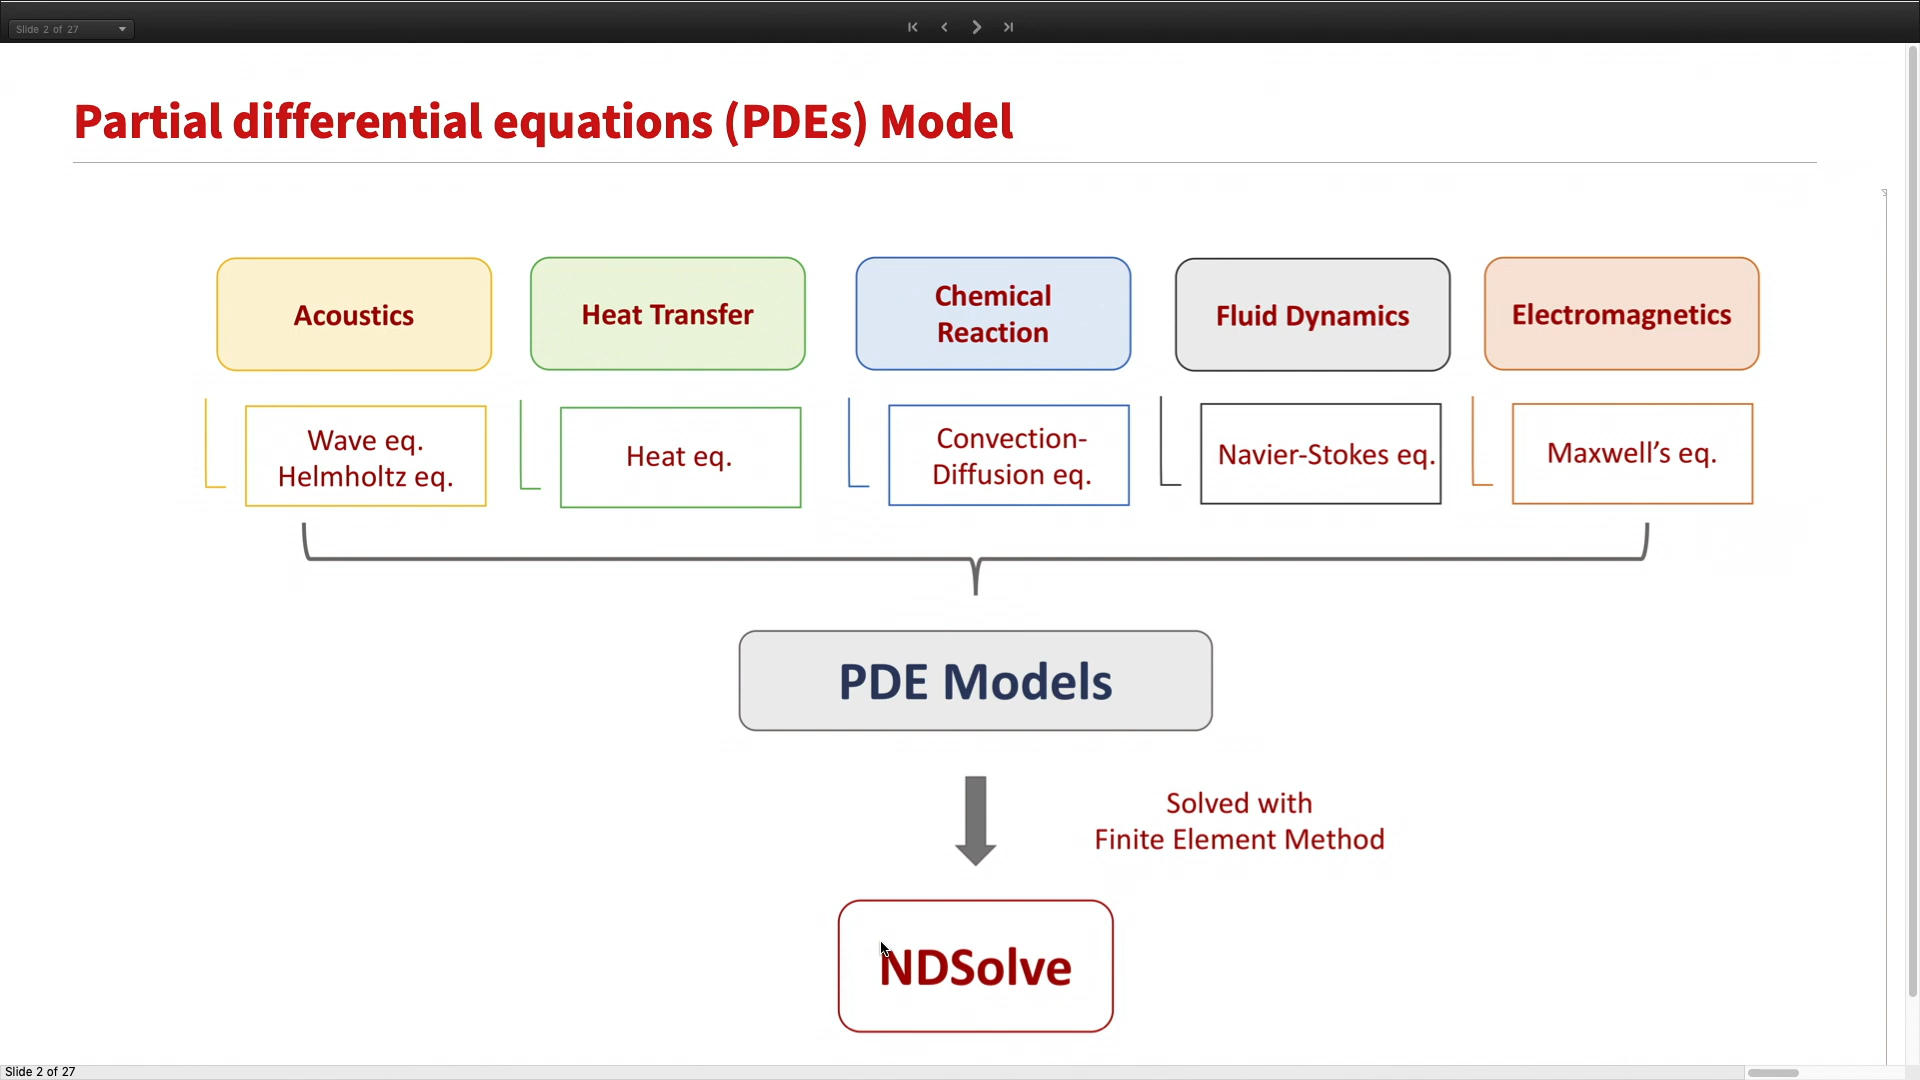 Slide 2 of 27
Partial differential equations (PDEs) Model
Acoustics
Heat Transfer
Chemical
Reaction
Fluid Dynamics
Electromagnetics
Wave eq.
Helmholtz eq.
Heat eq.
Convection-
Diffusion eq.
Navier-Stokes eq.
Maxwell’s eq.
PDE Models
Solved with
Finite Element Method
NDSolve
Slide 2 of 27